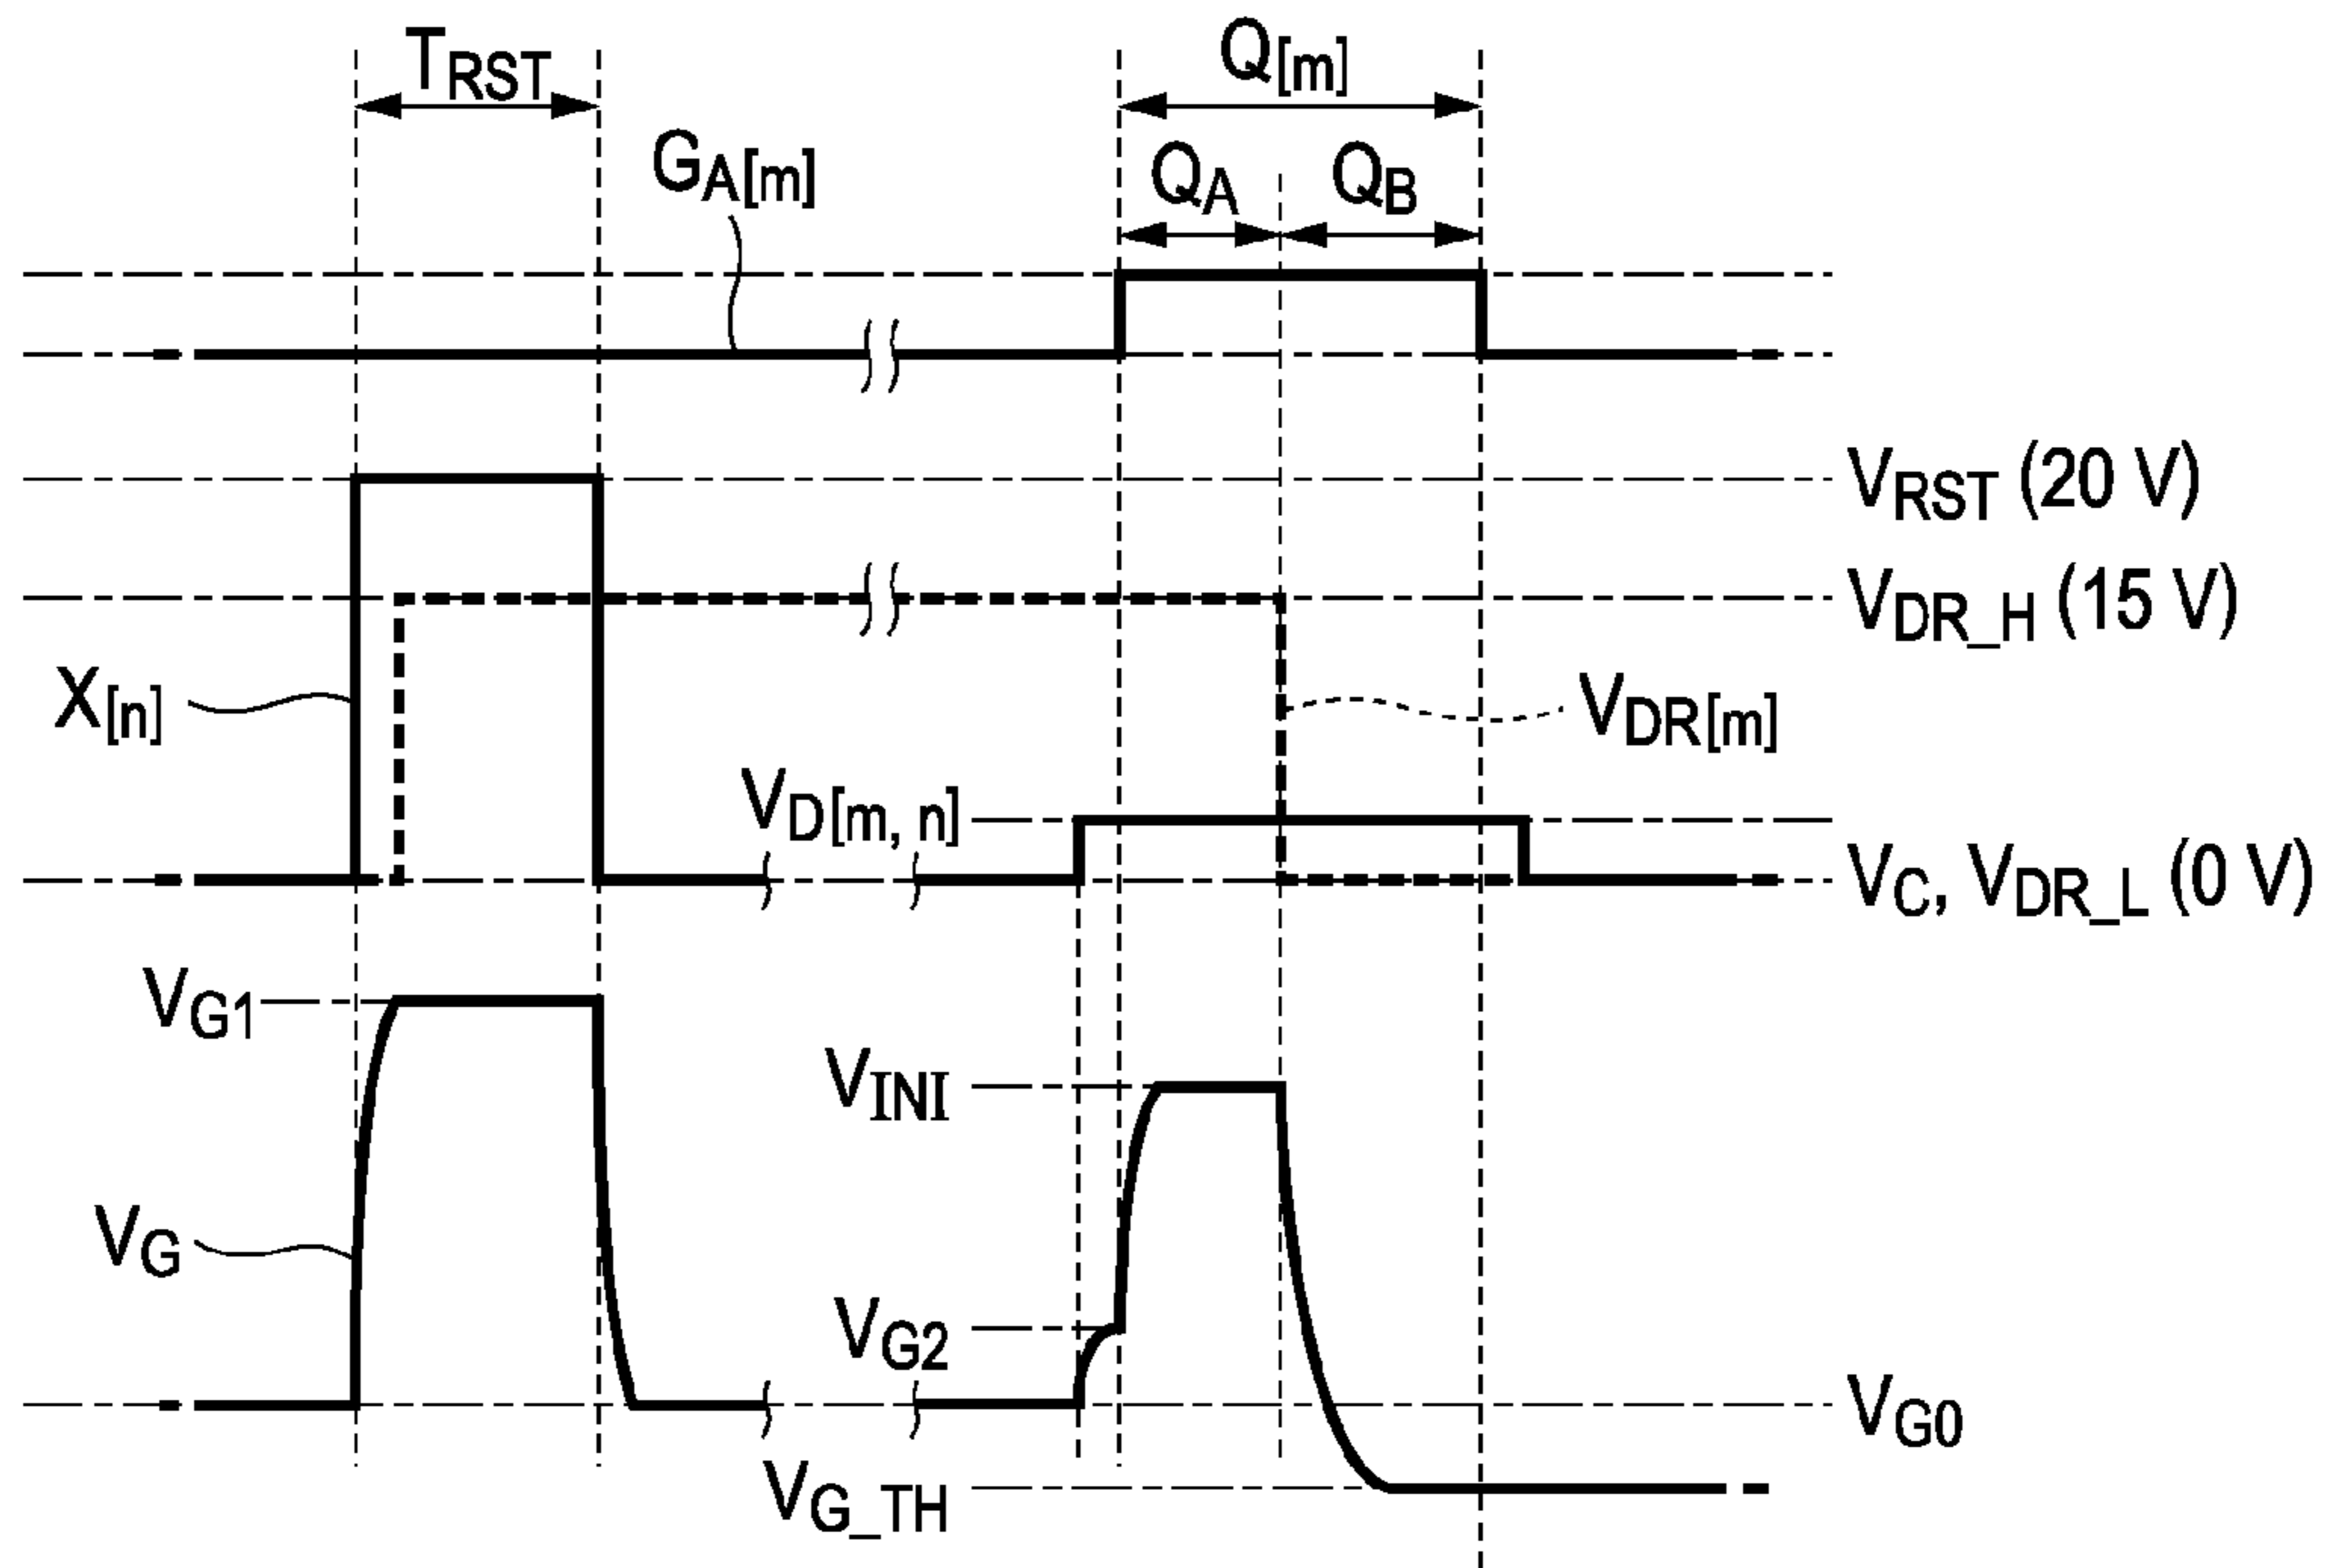 T_RST
Q[m]
G_A[m]
Q_A
Q_B
V_RST (20 V)
V_DR_H (15 V)
X[n]
V_DR[m]
V_D[m, n]
V_C, V_DR_L (0 V)
V_G1
V_INI
V_G
V_G2
V_G0
V_G_TH